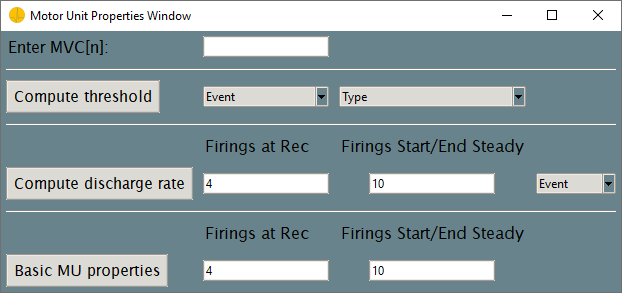 Motor Unit Properties Window
Enter MVC[n]:
Compute threshold Event Type
Firings at Rec Firings Start/End Steady
Compute discharge rate 4 10 Event
Firings at Rec Firings Start/End Steady
Basic MU properties 4 10